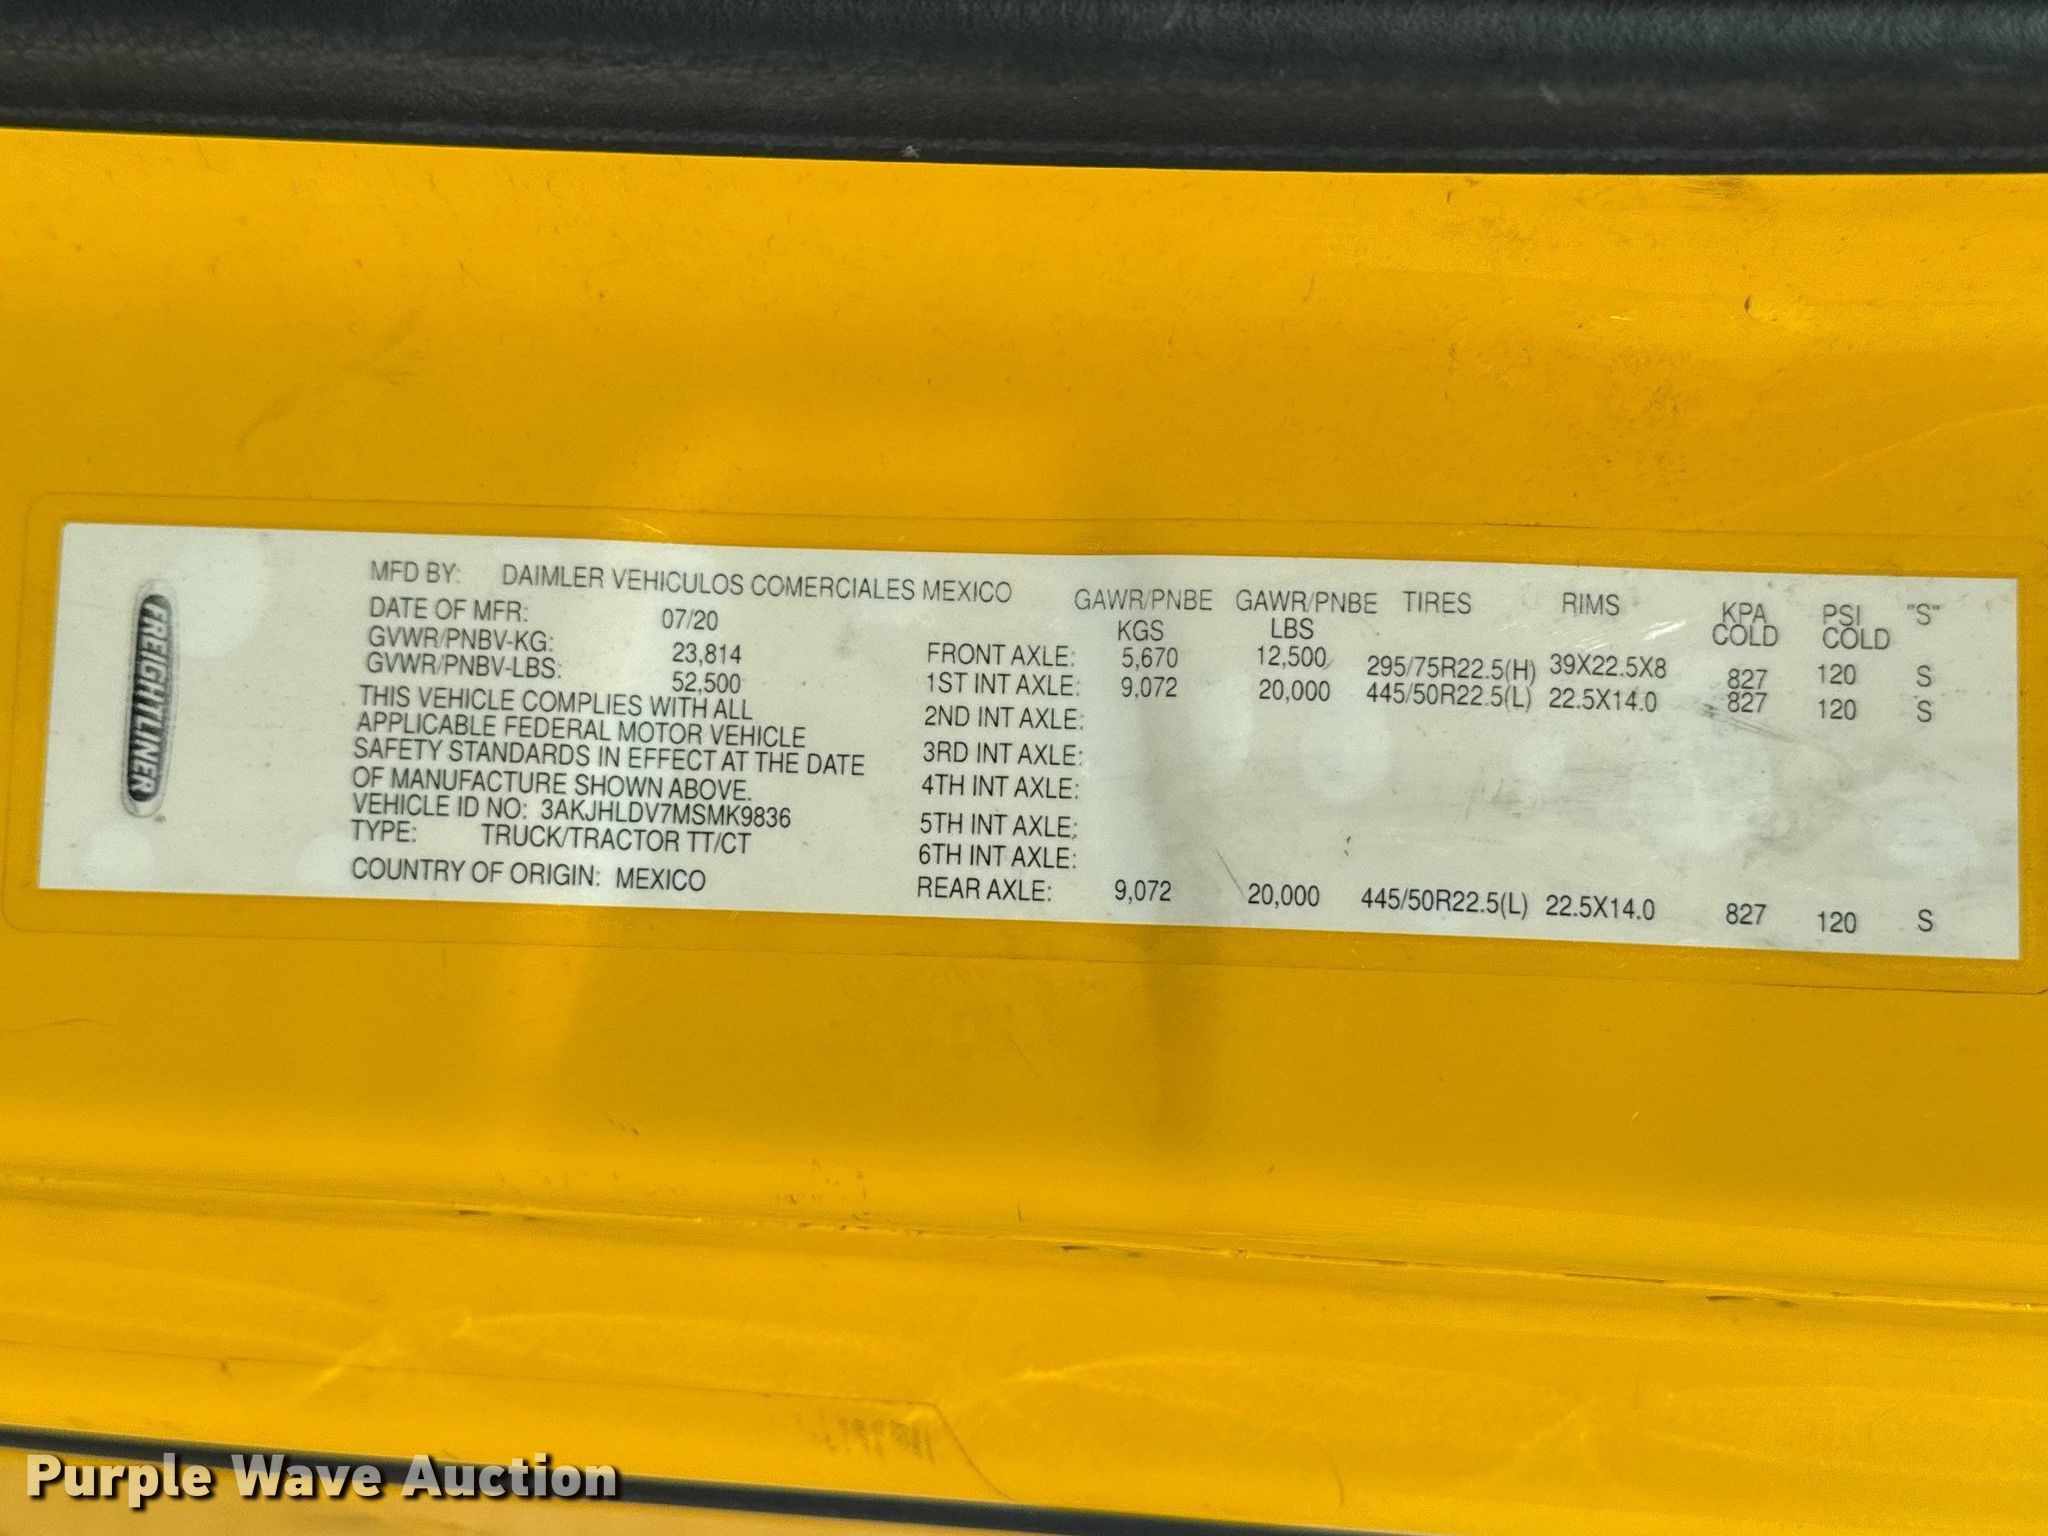 FREIGHTLINER
MFD BY: DAIMLER VEHICULOS COMERCIALES MEXICO
DATE OF MFR: 07/20
GVWR/PNBV-KG: 23,814
GVWR/PNBV-LBS: 52,500
THIS VEHICLE COMPLIES WITH ALL
APPLICABLE FEDERAL MOTOR VEHICLE
SAFETY STANDARDS IN EFFECT AT THE DATE
OF MANUFACTURE SHOWN ABOVE.
VEHICLE ID NO: 3AKJHLDV7MSMK9836
TYPE: TRUCK/TRACTOR TT/CT
COUNTRY OF ORIGIN: MEXICO
GAWR/PNBE GAWR/PNBE TIRES RIMS KPA PSI "S"
KGS LBS COLD COLD
FRONT AXLE: 5,670 12,500 295/75R22.5(H) 39X22.5X8 827 120 S
1ST INT AXLE: 9,072 20,000 445/50R22.5(L) 22.5X14.0 827 120 S
2ND INT AXLE:
3RD INT AXLE:
4TH INT AXLE:
5TH INT AXLE:
6TH INT AXLE:
REAR AXLE: 9,072 20,000 445/50R22.5(L) 22.5X14.0 827 120 S
Purple Wave Auction